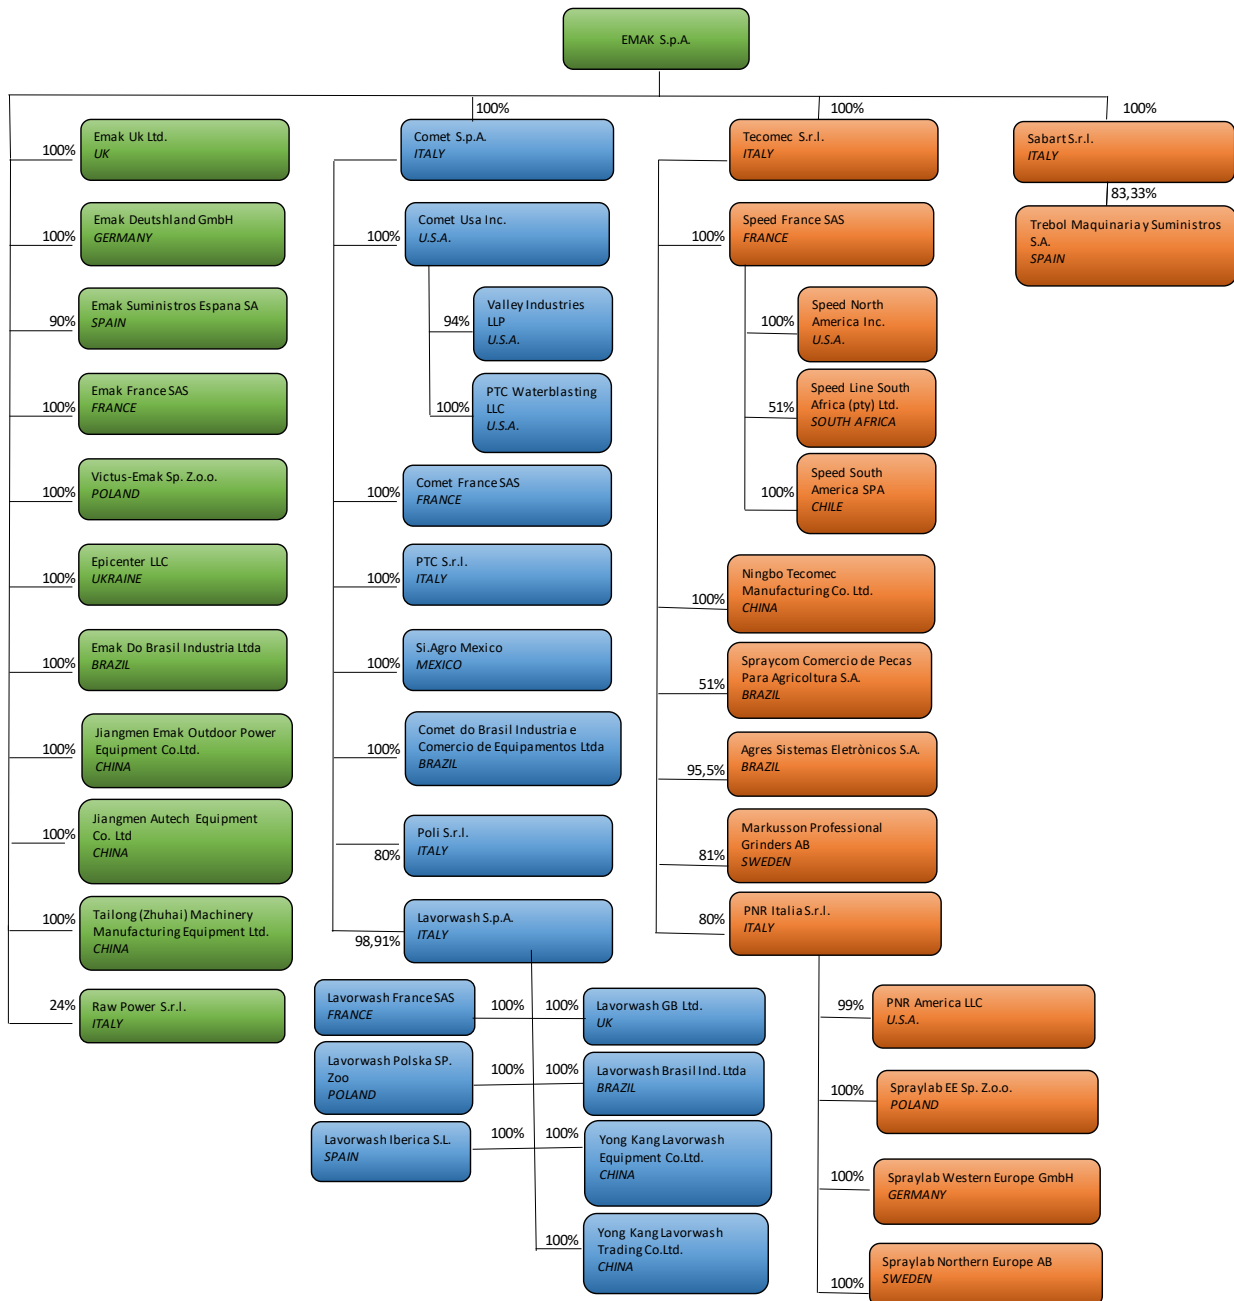 EMAK S.p.A.
100%
Emak Uk Ltd.
UK
100%
Emak Deutshland GmbH
GERMANY
90%
Emak Suministros Espana SA
SPAIN
100%
Emak France SAS
FRANCE
100%
Victus-Emak Sp. Z.o.o.
POLAND
100%
Epicenter LLC
UKRAINE
100%
Emak Do Brasil Industria Ltda
BRAZIL
100%
Jiangmen Emak Outdoor Power
Equipment Co.Ltd.
CHINA
100%
Jiangmen Autech Equipment
Co. Ltd
CHINA
100%
Tailong (Zhuhai) Machinery
Manufacturing Equipment Ltd.
CHINA
24%
Raw Power S.r.l.
ITALY
100%
Comet S.p.A.
ITALY
100%
Comet Usa Inc.
U.S.A.
94%
Valley Industries
LLP
U.S.A.
100%
PTC Waterblasting
LLC
U.S.A.
100%
Comet France SAS
FRANCE
100%
PTC S.r.l.
ITALY
100%
Si.Agro Mexico
MEXICO
100%
Comet do Brasil Industria e
Comercio de Equipamentos Ltda
BRAZIL
80%
Poli S.r.l.
ITALY
98,91%
Lavorwash S.p.A.
ITALY
Lavorwash France SAS
FRANCE
100%
100%
Lavorwash GB Ltd.
UK
Lavorwash Polska SP.
Zoo
POLAND
100%
100%
Lavorwash Brasil Ind. Ltda
BRAZIL
Lavorwash Iberica S.L.
SPAIN
100%
100%
Yong Kang Lavorwash
Equipment Co.Ltd.
CHINA
100%
Yong Kang Lavorwash
Trading Co.Ltd.
CHINA
100%
Tecomec S.r.l.
ITALY
100%
Speed France SAS
FRANCE
100%
Speed North
America Inc.
U.S.A.
51%
Speed Line South
Africa (pty) Ltd.
SOUTH AFRICA
100%
Speed South
America SPA
CHILE
100%
Ningbo Tecomec
Manufacturing Co. Ltd.
CHINA
51%
Spraycom Comercio de Pecas
Para Agricoltura S.A.
BRAZIL
95,5%
Agres Sistemas Eletrònicos S.A.
BRAZIL
81%
Markusson Professional
Grinders AB
SWEDEN
80%
PNR Italia S.r.l.
ITALY
99%
PNR America LLC
U.S.A.
100%
Spraylab EE Sp. Z.o.o.
POLAND
100%
Spraylab Western Europe GmbH
GERMANY
100%
Spraylab Northern Europe AB
SWEDEN
100%
Sabart S.r.l.
ITALY
83,33%
Trebol Maquinaria y Suministros
S.A.
SPAIN